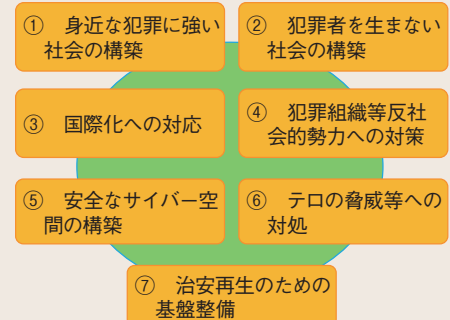 ① 身近な犯罪に強い
社会の構築
② 犯罪者を生まない
社会の構築
③ 国際化への対応
④ 犯罪組織等反社
会的勢力への対策
⑤ 安全なサイバー空
間の構築
⑥ テロの脅威等への
対処
⑦ 治安再生のための
基盤整備